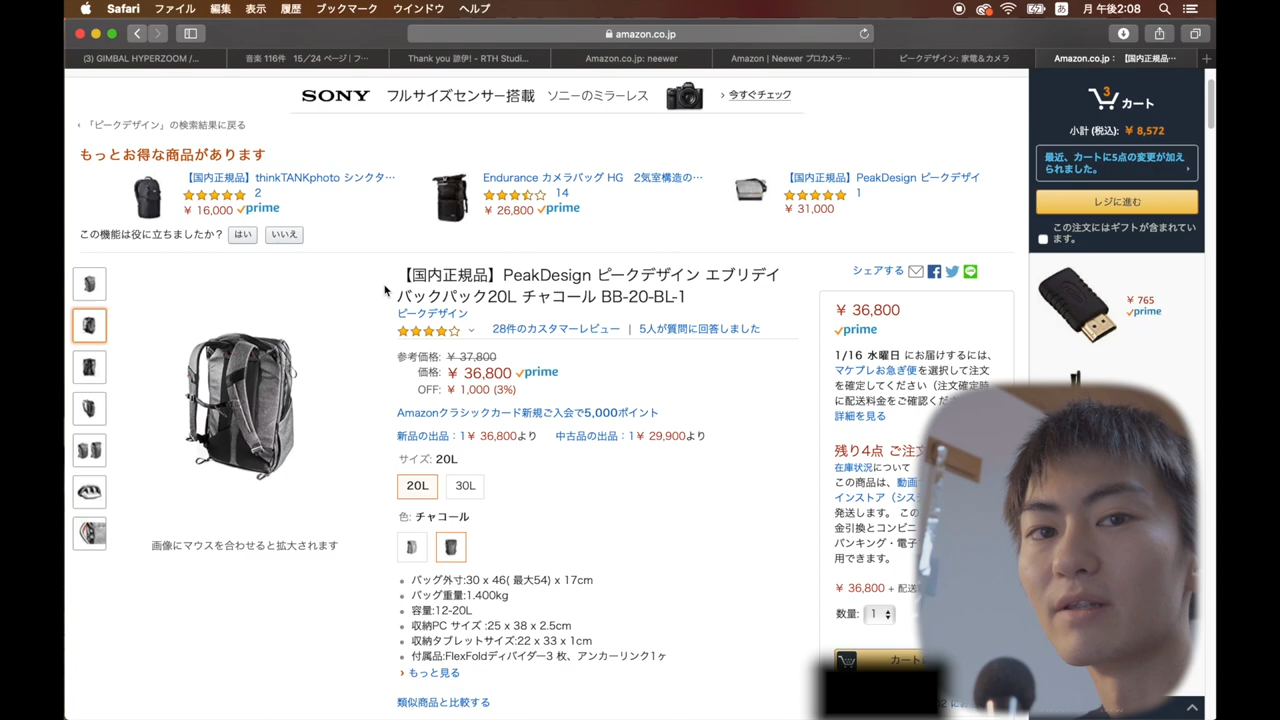 Safari ファイル 編集 表示 履歴 ブックマーク ウインドウ ヘルプ
月 午後2:08
amazon.co.jp
(3) GIMBAL HYPERZOOM /...
音楽 116件 15／24 ページ | フ…
Thank you 諒伊! - RTH Studi...
Amazon.co.jp: neewer
Amazon | Neewer プロカメラ…
ピークデザイン: 家電＆カメラ
Amazon.co.jp： 【国内正規品…
SONY フルサイズセンサー搭載 ソニーのミラーレス › 今すぐチェック
‹ 「ピークデザイン」の検索結果に戻る
もっとお得な商品があります
【国内正規品】thinkTANKphoto シンクタ…
2
￥ 16,000 prime
Endurance カメラバッグ HG 2気室構造の…
14
￥ 26,800 prime
【国内正規品】PeakDesign ピークデザイ
1
￥ 31,000
この機能は役に立ちましたか？ はい いいえ
3 カート
小計 (税込): ￥ 8,572
最近、カートに5点の変更が加え
られました。 ›
レジに進む
この注文にはギフトが含まれてい
ます。
￥ 765
prime
【国内正規品】PeakDesign ピークデザイン エブリデイ
バックパック20L チャコール BB-20-BL-1
ピークデザイン
28件のカスタマーレビュー | 5人が質問に回答しました
参考価格: ￥ 37,800
価格: ￥ 36,800 prime
OFF: ￥ 1,000 (3%)
Amazonクラシックカード新規ご入会で5,000ポイント
新品の出品：1￥ 36,800より 中古品の出品：1￥ 29,900より
サイズ: 20L
20L 30L
色: チャコール
画像にマウスを合わせると拡大されます
バッグ外寸:30 x 46( 最大54) x 17cm
バッグ重量:1.400kg
容量:12-20L
収納PC サイズ :25 x 38 x 2.5cm
収納タブレットサイズ:22 x 33 x 1cm
付属品:FlexFoldディバイダー3 枚、アンカーリンク1ヶ
› もっと見る
類似商品と比較する
シェアする
￥ 36,800
prime
1/16 水曜日 にお届けするには、
マケプレお急ぎ便を選択して注文
を確定してください（注文確定時
に配送料金をご確認くだ
詳細を見る
残り4点 ご注文
在庫状況について
この商品は、動画
インストア（シス
発送します。 この
金引換とコンビニ
バンキング・電子
用できます。
￥ 36,800 + 配送
数量: 1
カート